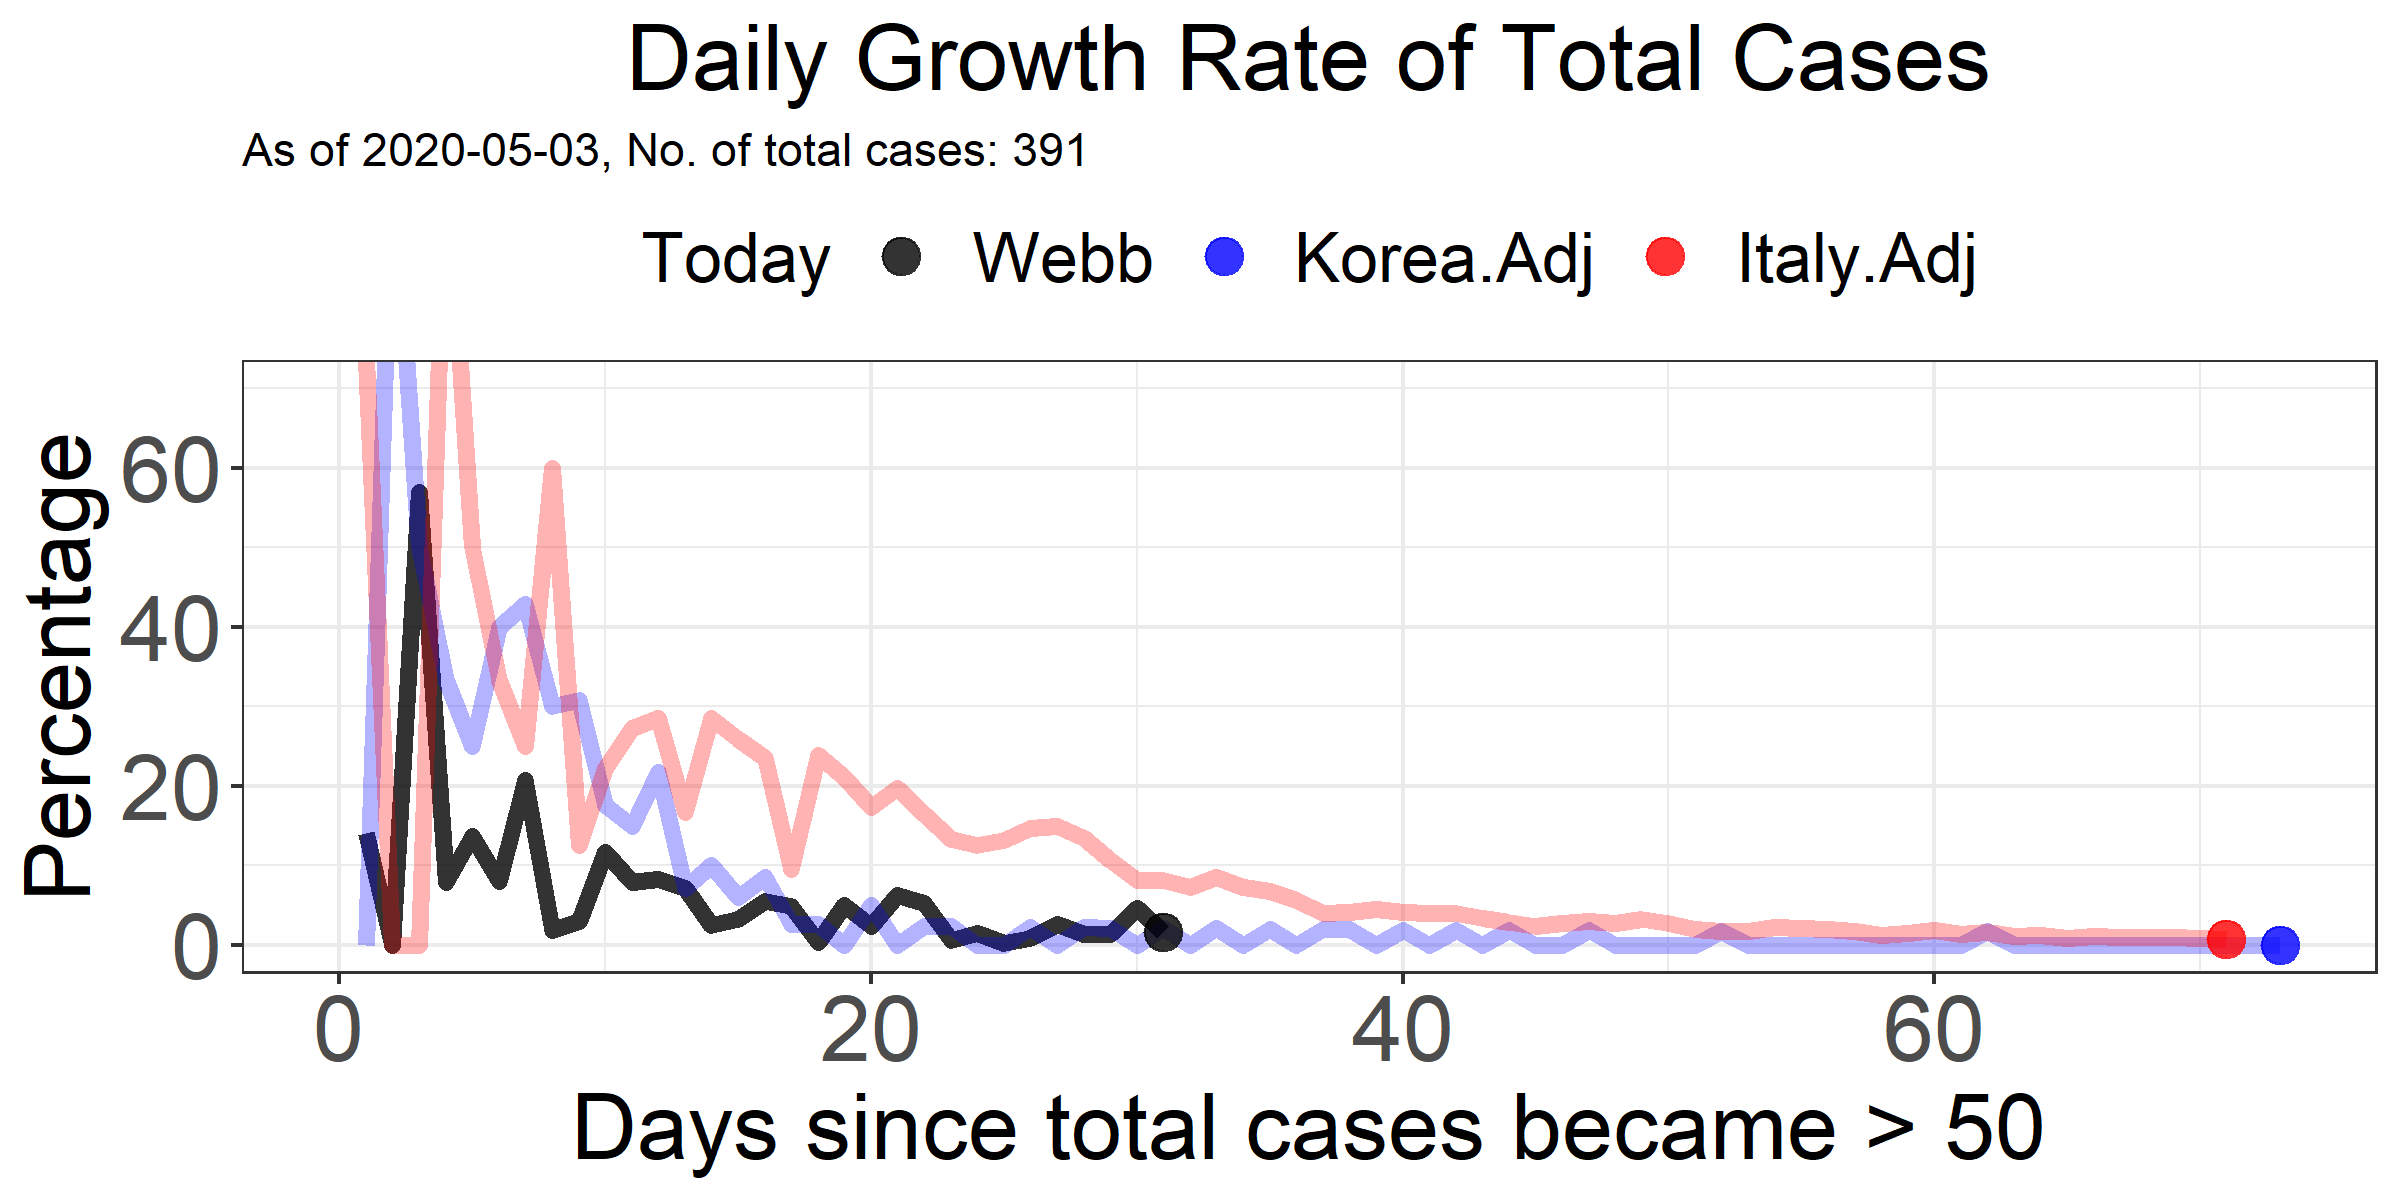 Daily Growth Rate of Total Cases
As of 2020-05-03, No. of total cases: 391
Today Webb Korea.Adj Italy.Adj
Percentage
60
40
20
0
0 20 40 60
Days since total cases became > 50